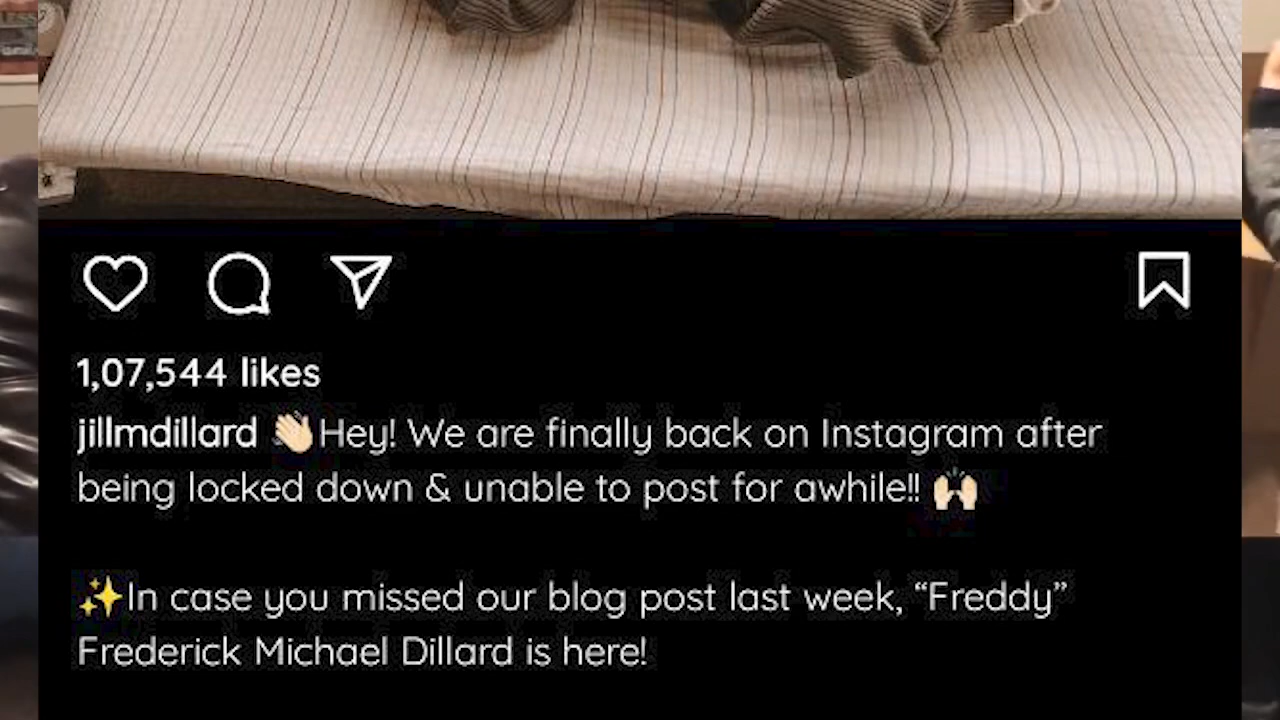 1,07,544 likes
jillmdillard 👋🏻Hey! We are finally back on Instagram after
being locked down & unable to post for awhile!! 🙌🏻
✨In case you missed our blog post last week, “Freddy”
Frederick Michael Dillard is here!